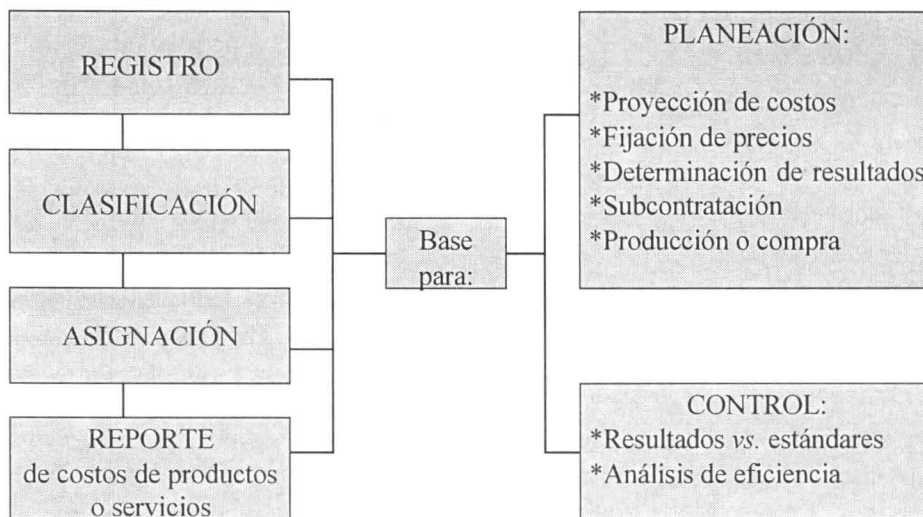 REGISTRO
CLASIFICACIÓN
ASIGNACIÓN
REPORTE
de costos de productos
o servicios
Base
para:
PLANEACIÓN:
*Proyección de costos
*Fijación de precios
*Determinación de resultados
*Subcontratación
*Producción o compra
CONTROL:
*Resultados vs. estándares
*Análisis de eficiencia